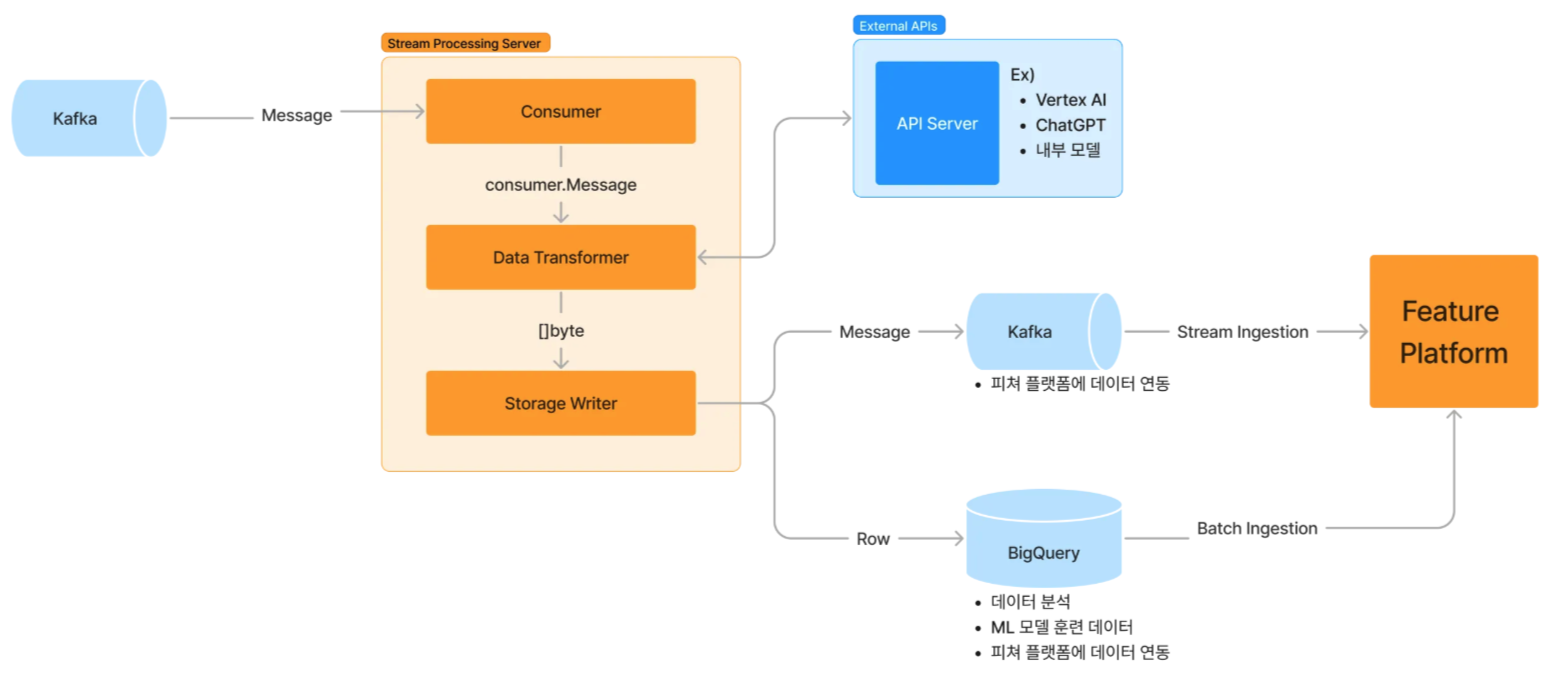 Stream Processing Server
External APIs
Kafka
Message
Consumer
consumer.Message
Data Transformer
[]byte
Storage Writer
API Server
Ex)
• Vertex AI
• ChatGPT
• 내부 모델
Message
Kafka
• 피쳐 플랫폼에 데이터 연동
Stream Ingestion
Feature
Platform
Row
BigQuery
• 데이터 분석
• ML 모델 훈련 데이터
• 피쳐 플랫폼에 데이터 연동
Batch Ingestion